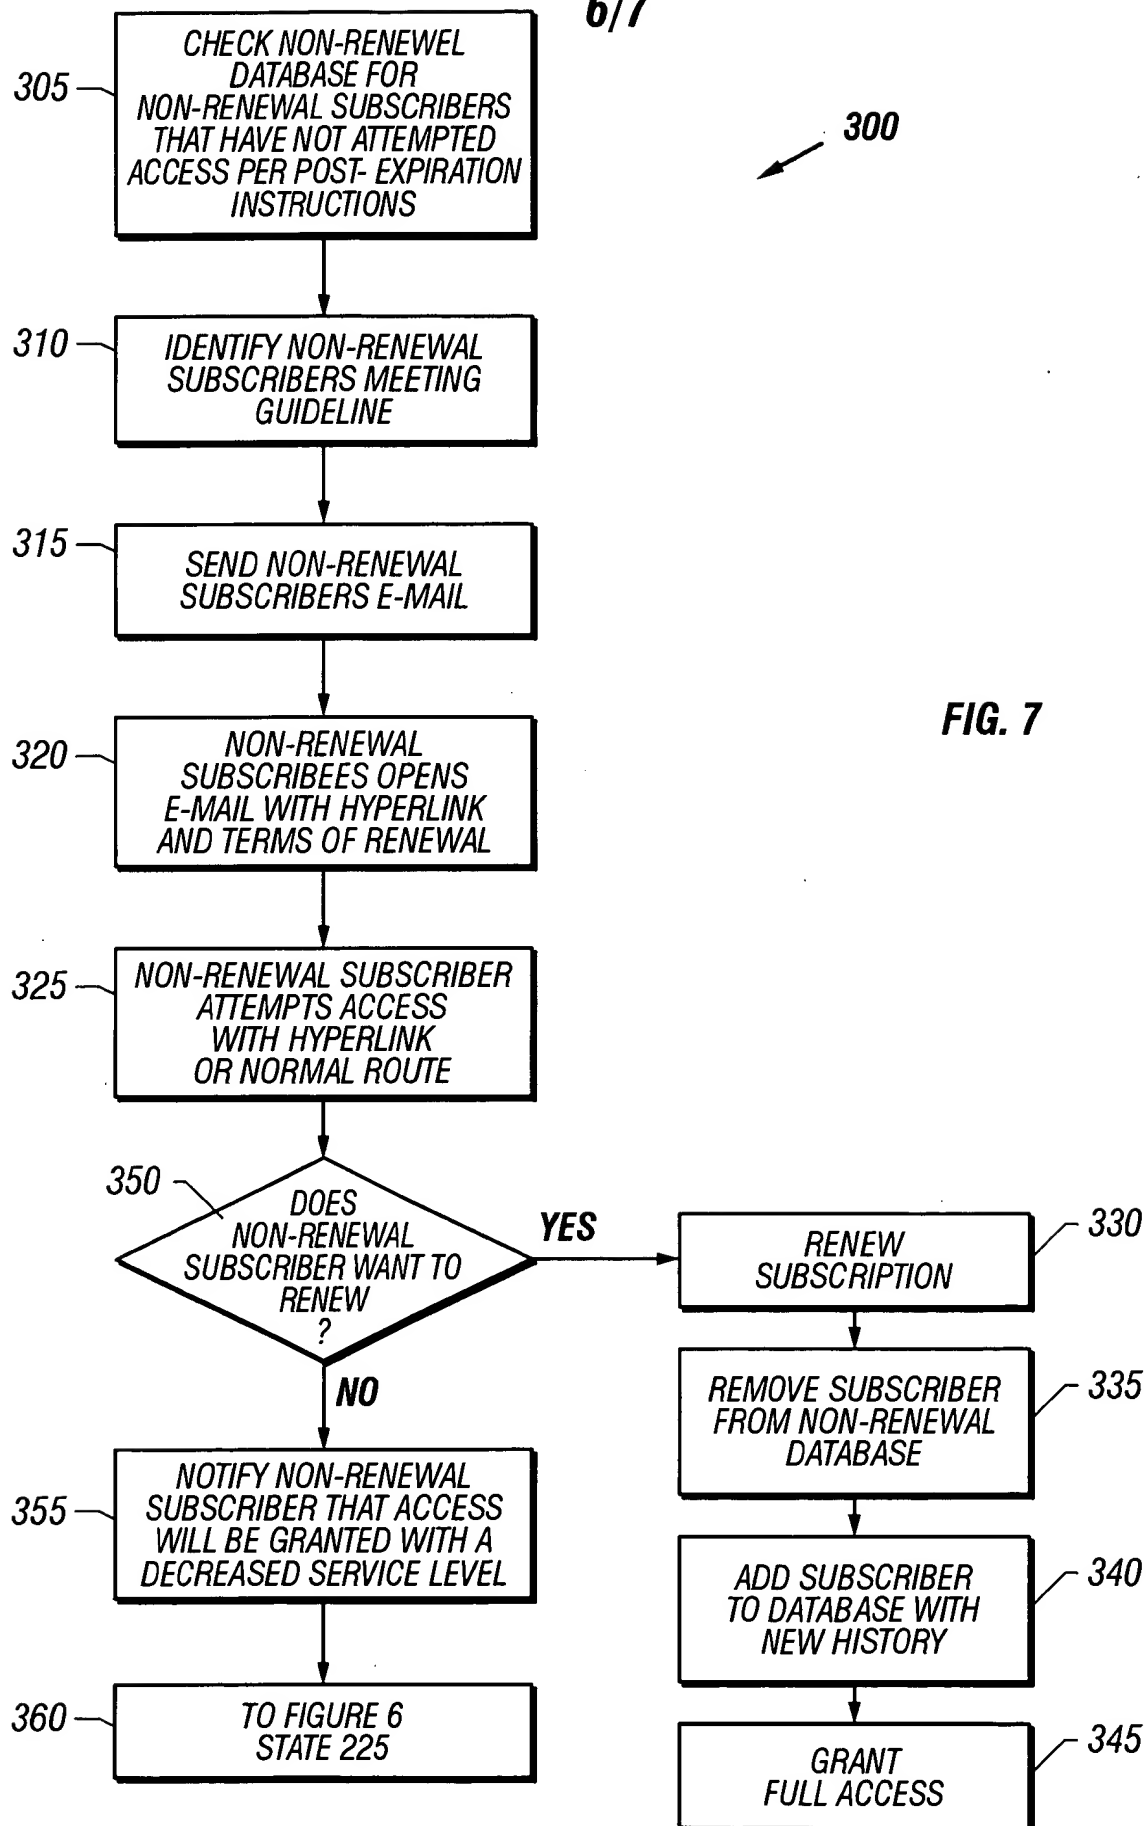 6/7
300
305
CHECK NON-RENEWEL
DATABASE FOR
NON-RENEWAL SUBSCRIBERS
THAT HAVE NOT ATTEMPTED
ACCESS PER POST- EXPIRATION
INSTRUCTIONS
310
IDENTIFY NON-RENEWAL
SUBSCRIBERS MEETING
GUIDELINE
315
SEND NON-RENEWAL
SUBSCRIBERS E-MAIL
FIG. 7
320
NON-RENEWAL
SUBSCRIBEES OPENS
E-MAIL WITH HYPERLINK
AND TERMS OF RENEWAL
325
NON-RENEWAL SUBSCRIBER
ATTEMPTS ACCESS
WITH HYPERLINK
OR NORMAL ROUTE
350
DOES
NON-RENEWAL
SUBSCRIBER WANT TO
RENEW
?
YES
NO
330
RENEW
SUBSCRIPTION
335
REMOVE SUBSCRIBER
FROM NON-RENEWAL
DATABASE
340
ADD SUBSCRIBER
TO DATABASE WITH
NEW HISTORY
345
GRANT
FULL ACCESS
355
NOTIFY NON-RENEWAL
SUBSCRIBER THAT ACCESS
WILL BE GRANTED WITH A
DECREASED SERVICE LEVEL
360
TO FIGURE 6
STATE 225